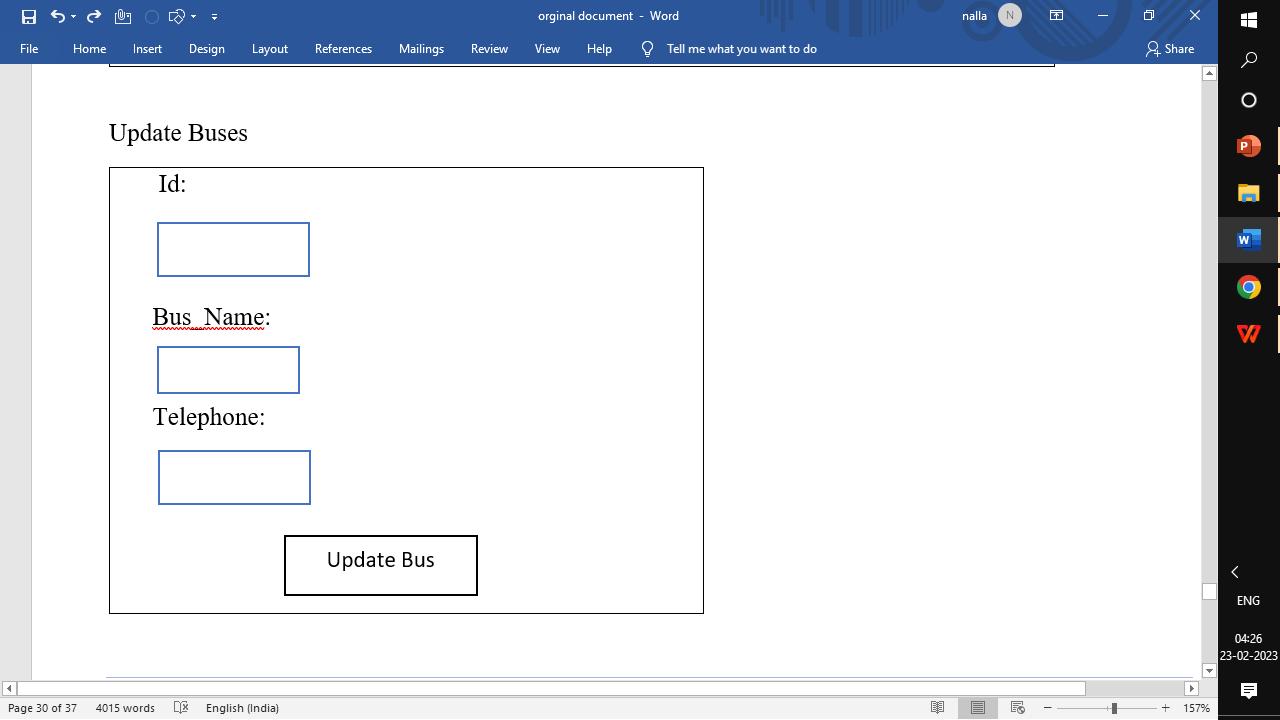 orginal document - Word
nalla
N
File Home Insert Design Layout References Mailings Review View Help Tell me what you want to do Share
Update Buses
Id:
Bus_Name:
Telephone:
Update Bus
P
W
ENG
04:26
23-02-2023
Page 30 of 37 4015 words English (India) 157%